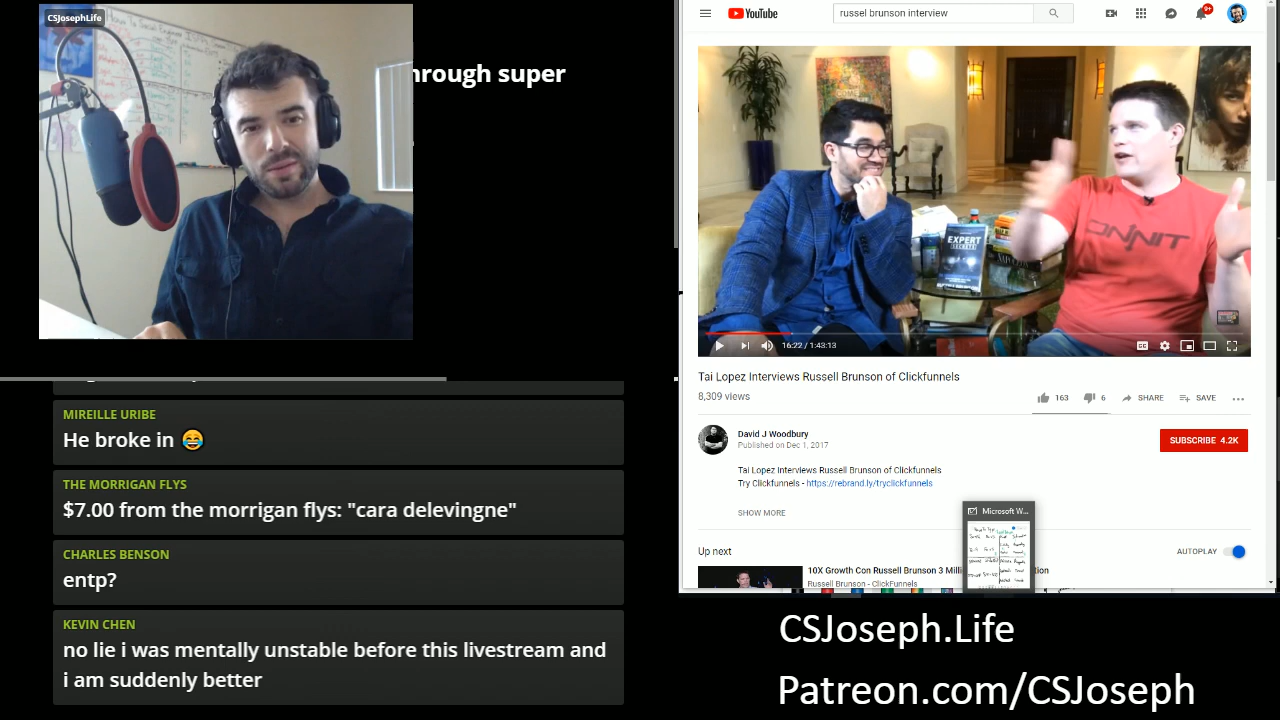 CSJosephLife
hrough super
MIREILLE URIBE
He broke in 😂
THE MORRIGAN FLYS
$7.00 from the morrigan flys: "cara delevingne"
CHARLES BENSON
entp?
KEVIN CHEN
no lie i was mentally unstable before this livestream and
i am suddenly better
YouTube
russel brunson interview
9+
ONNIT
EXPERT
SECRETS
16:22 / 1:43:13
Tai Lopez Interviews Russell Brunson of Clickfunnels
8,309 views
163
6
SHARE
SAVE
David J Woodbury
Published on Dec 1, 2017
SUBSCRIBE 4.2K
Tai Lopez Interviews Russell Brunson of Clickfunnels
Try Clickfunnels - https://rebrand.ly/tryclickfunnels
SHOW MORE
Microsoft W...
Up next
AUTOPLAY
10X Growth Con Russell Brunson 3 Milli
Russell Brunson - ClickFunnels
CSJoseph.Life
Patreon.com/CSJoseph